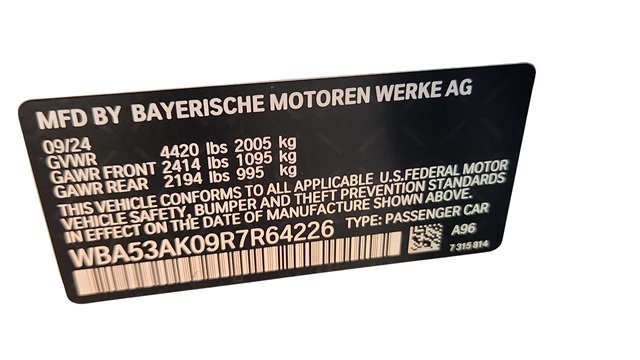 MFD BY BAYERISCHE MOTOREN WERKE AG
09/24
GVWR 4420 lbs 2005 kg
GAWR FRONT 2414 lbs 1095 kg
GAWR REAR 2194 lbs 995 kg
THIS VEHICLE CONFORMS TO ALL APPLICABLE U.S.FEDERAL MOTOR
VEHICLE SAFETY, BUMPER AND THEFT PREVENTION STANDARDS
IN EFFECT ON THE DATE OF MANUFACTURE SHOWN ABOVE.
WBA53AK09R7R64226 TYPE: PASSENGER CAR
A96
7 315 814